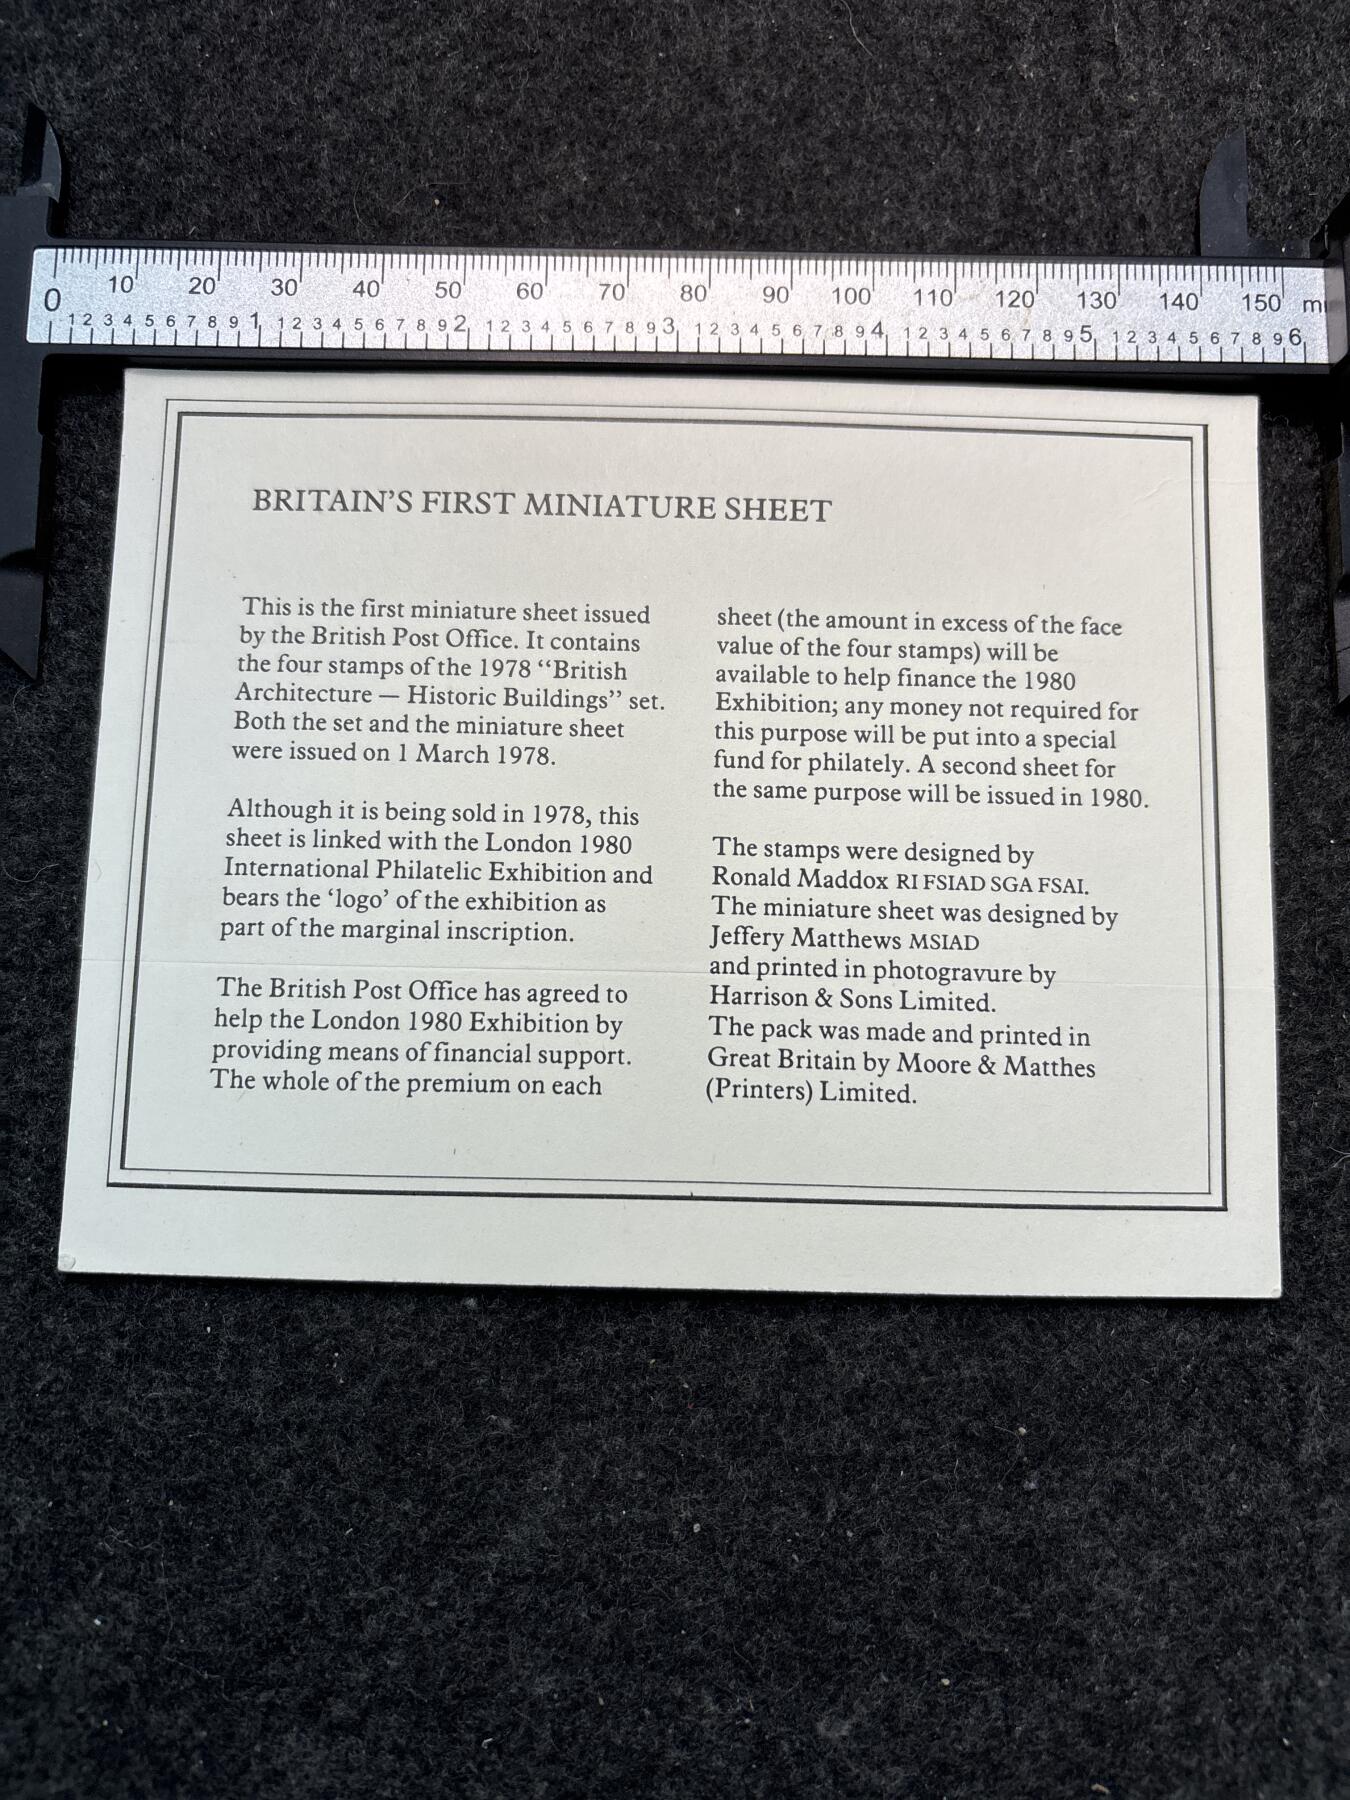 0 10 20 30 40 50 60 70 80 90 100 110 120 130 140 150 m
1 2 3 4 5 6 7 8 9 1 1 2 3 4 5 6 7 8 9 2 1 2 3 4 5 6 7 8 9 3 1 2 3 4 5 6 7 8 9 4 1 2 3 4 5 6 7 8 9 5 1 2 3 4 5 6 7 8 9 6
BRITAIN'S FIRST MINIATURE SHEET
This is the first miniature sheet issued
by the British Post Office. It contains
the four stamps of the 1978 “British
Architecture — Historic Buildings” set.
Both the set and the miniature sheet
were issued on 1 March 1978.
Although it is being sold in 1978, this
sheet is linked with the London 1980
International Philatelic Exhibition and
bears the ‘logo’ of the exhibition as
part of the marginal inscription.
The British Post Office has agreed to
help the London 1980 Exhibition by
providing means of financial support.
The whole of the premium on each
sheet (the amount in excess of the face
value of the four stamps) will be
available to help finance the 1980
Exhibition; any money not required for
this purpose will be put into a special
fund for philately. A second sheet for
the same purpose will be issued in 1980.
The stamps were designed by
Ronald Maddox RI FSIAD SGA FSAI.
The miniature sheet was designed by
Jeffery Matthews MSIAD
and printed in photogravure by
Harrison & Sons Limited.
The pack was made and printed in
Great Britain by Moore & Matthes
(Printers) Limited.